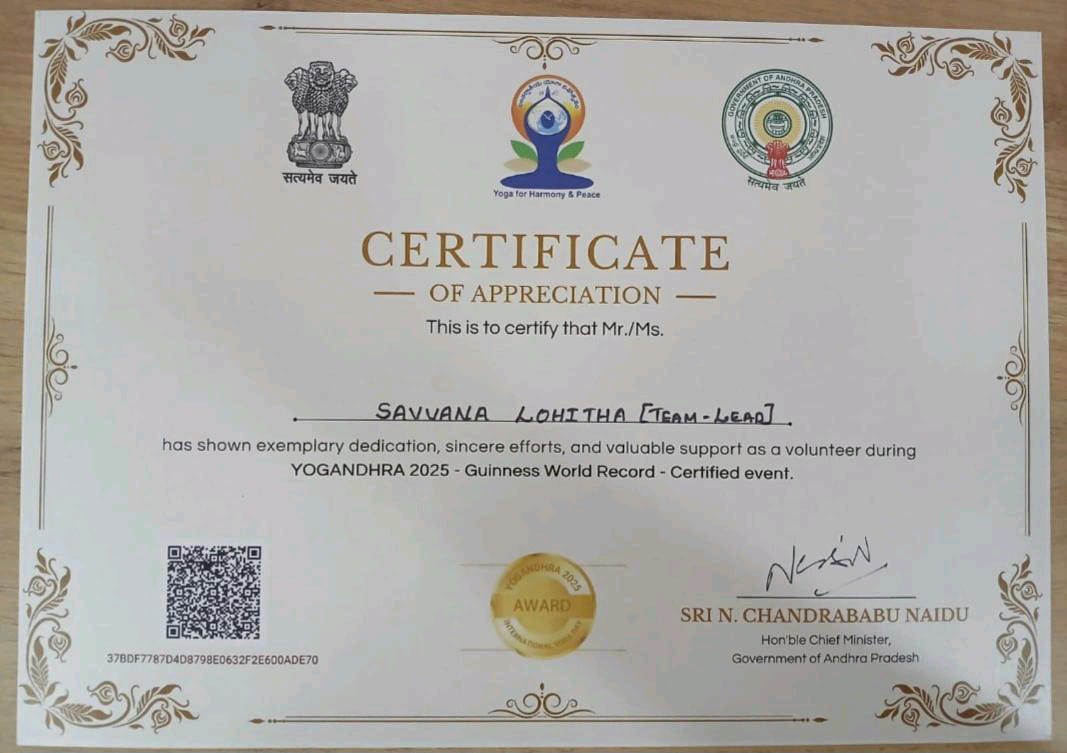 सत्यमेव जयते
Yoga for Harmony & Peace
GOVERNMENT OF ANDHRA PRADESH
सत्यमेव जयते
CERTIFICATE
OF APPRECIATION
This is to certify that Mr./Ms.
SAVVANA LOHITHA [TEAM-LEAD]
has shown exemplary dedication, sincere efforts, and valuable support as a volunteer during
YOGANDHRA 2025 - Guinness World Record - Certified event.
37BDF7787D4D8798E0632F2E600ADE70
YOGANDHRA 2025
AWARD
INTERNATIONAL YOGA DAY
SRI N. CHANDRABABU NAIDU
Hon'ble Chief Minister,
Government of Andhra Pradesh